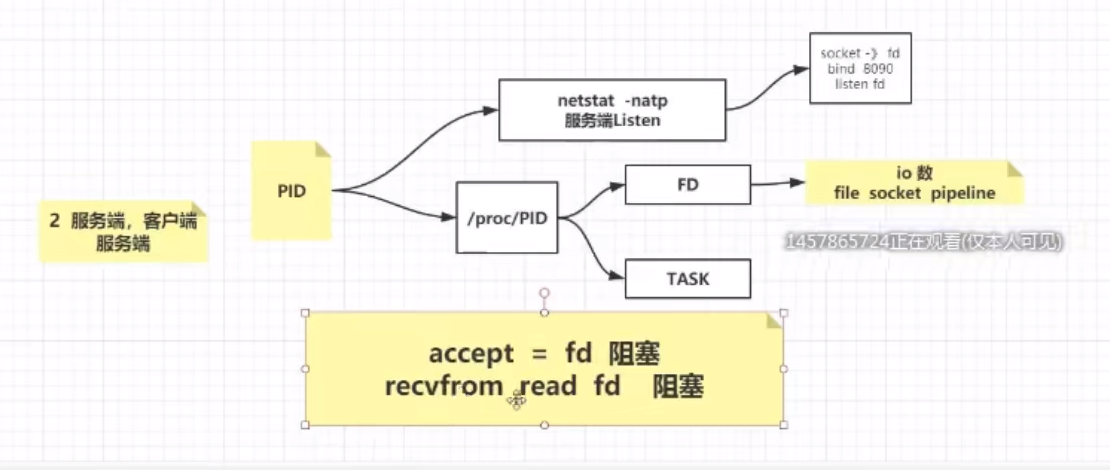 socket -》 fd
bind 8090
listen fd
netstat -natp
服务端Listen
PID
/proc/PID
FD
io 数
file socket pipeline
2 服务端，客户端
服务端
1457865724正在观看(仅本人可见)
TASK
accept = fd 阻塞
recvfrom read fd 阻塞